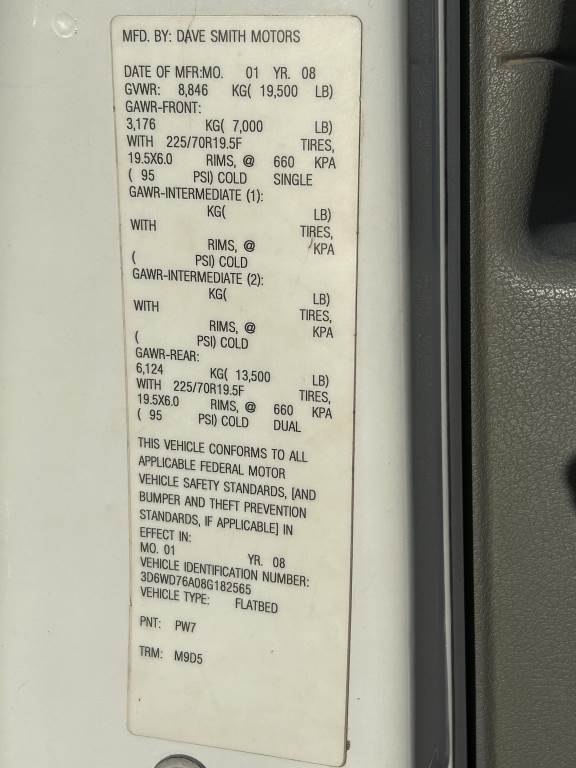 MFD. BY: DAVE SMITH MOTORS
DATE OF MFR:MO. 01 YR. 08
GVWR: 8,846 KG( 19,500 LB)
GAWR-FRONT:
3,176 KG( 7,000 LB)
WITH 225/70R19.5F TIRES,
19.5X6.0 RIMS, @ 660 KPA
( 95 PSI) COLD SINGLE
GAWR-INTERMEDIATE (1):
KG( LB)
WITH TIRES,
RIMS, @ KPA
( PSI) COLD
GAWR-INTERMEDIATE (2):
KG( LB)
WITH TIRES,
RIMS, @ KPA
( PSI) COLD
GAWR-REAR:
6,124 KG( 13,500 LB)
WITH 225/70R19.5F TIRES,
19.5X6.0 RIMS, @ 660 KPA
( 95 PSI) COLD DUAL
THIS VEHICLE CONFORMS TO ALL
APPLICABLE FEDERAL MOTOR
VEHICLE SAFETY STANDARDS, [AND
BUMPER AND THEFT PREVENTION
STANDARDS, IF APPLICABLE] IN
EFFECT IN:
MO. 01 YR. 08
VEHICLE IDENTIFICATION NUMBER:
3D6WD76A08G182565
VEHICLE TYPE: FLATBED
PNT: PW7
TRM: M9D5